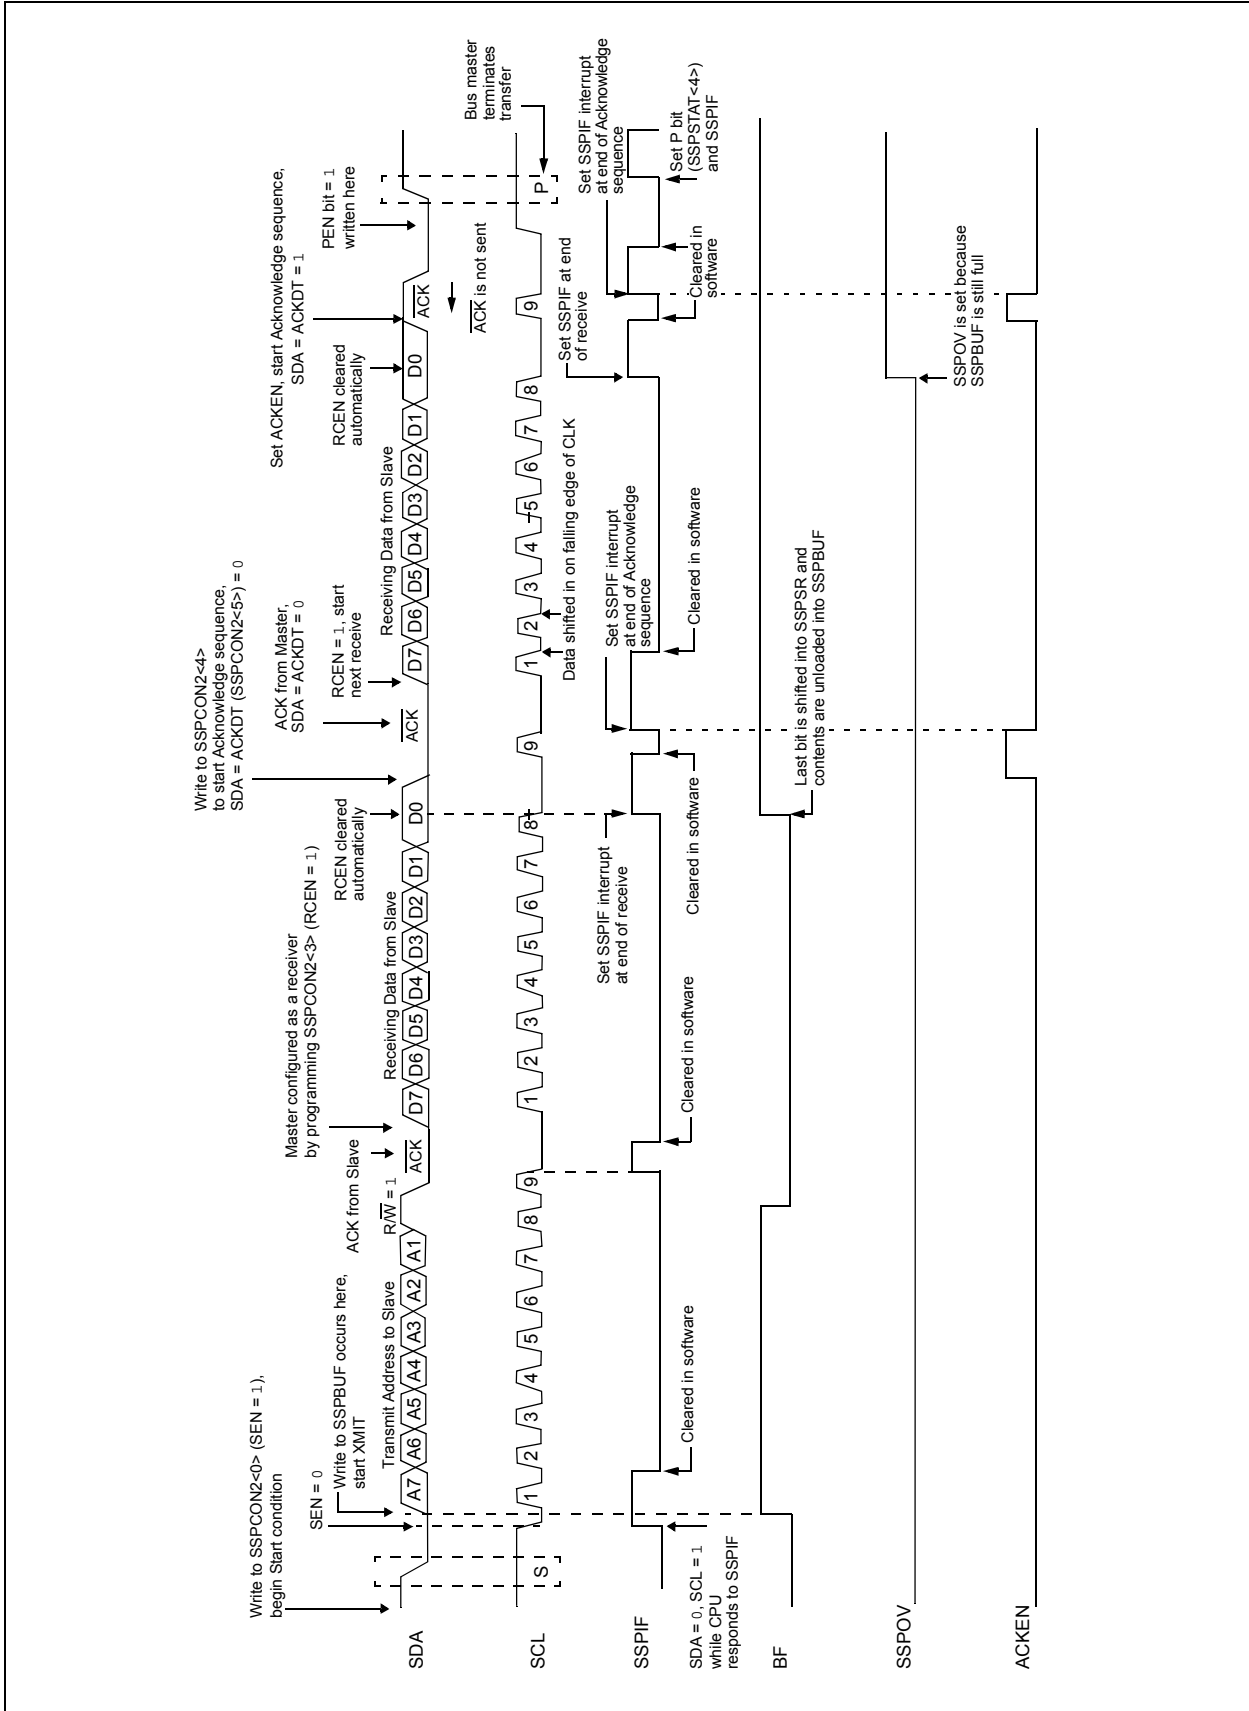 Write to SSPCON2<0> (SEN = 1),
begin Start condition
SEN = 0
Write to SSPBUF occurs here,
start XMIT
Transmit Address to Slave
R/W = 1
ACK from Slave
Master configured as a receiver
by programming SSPCON2<3> (RCEN = 1)
Receiving Data from Slave
RCEN cleared
automatically
Write to SSPCON2<4>
to start Acknowledge sequence,
SDA = ACKDT (SSPCON2<5>) = 0
ACK from Master,
SDA = ACKDT = 0
RCEN = 1, start
next receive
Receiving Data from Slave
RCEN cleared
automatically
Set ACKEN, start Acknowledge sequence,
SDA = ACKDT = 1
PEN bit = 1
written here
SDA
A7 A6 A5 A4 A3 A2 A1
ACK
D7 D6 D5 D4 D3 D2 D1 D0
ACK
D7 D6 D5 D4 D3 D2 D1 D0
ACK
ACK is not sent
Bus master
terminates
transfer
SCL
S
1 2 3 4 5 6 7 8 9
1 2 3 4 5 6 7 8
9
1 2 3 4 5 6 7 8
9
P
Data shifted in on falling edge of CLK
Set SSPIF interrupt
at end of receive
Set SSPIF interrupt
at end of Acknowledge
sequence
Set SSPIF at end
of receive
Set SSPIF interrupt
at end of Acknowledge
sequence
SSPIF
SDA = 0, SCL = 1
while CPU
responds to SSPIF
Cleared in software
Cleared in software
Cleared in software
Cleared in software
Cleared in
software
Set P bit
(SSPSTAT<4>)
and SSPIF
BF
Last bit is shifted into SSPSR and
contents are unloaded into SSPBUF
SSPOV
SSPOV is set because
SSPBUF is still full
ACKEN